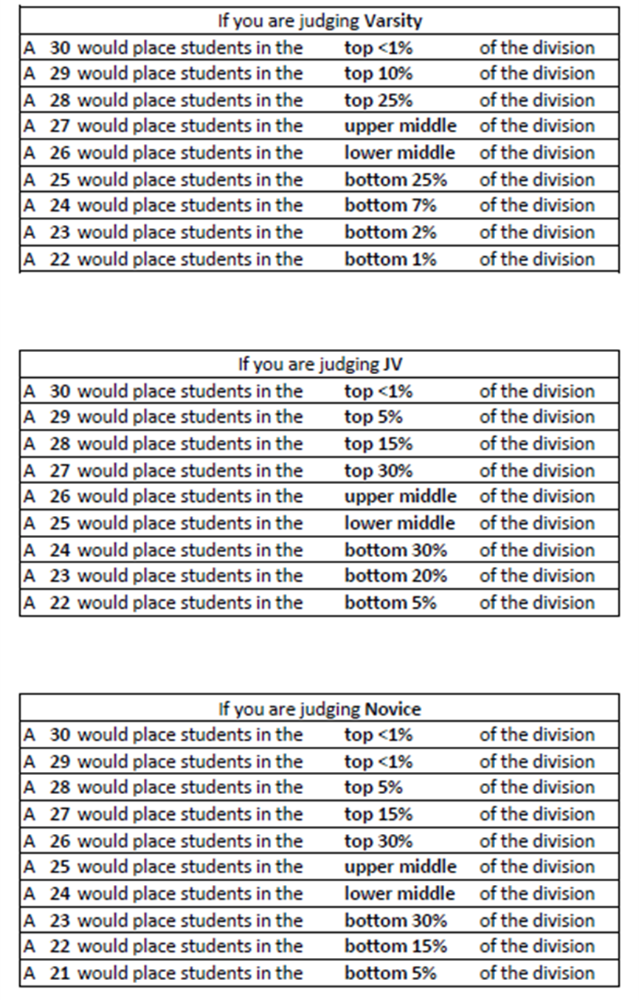 If you are judging Varsity
A 30 would place students in the top <1% of the division
A 29 would place students in the top 10% of the division
A 28 would place students in the top 25% of the division
A 27 would place students in the upper middle of the division
A 26 would place students in the lower middle of the division
A 25 would place students in the bottom 25% of the division
A 24 would place students in the bottom 7% of the division
A 23 would place students in the bottom 2% of the division
A 22 would place students in the bottom 1% of the division
If you are judging JV
A 30 would place students in the top <1% of the division
A 29 would place students in the top 5% of the division
A 28 would place students in the top 15% of the division
A 27 would place students in the top 30% of the division
A 26 would place students in the upper middle of the division
A 25 would place students in the lower middle of the division
A 24 would place students in the bottom 30% of the division
A 23 would place students in the bottom 20% of the division
A 22 would place students in the bottom 5% of the division
If you are judging Novice
A 30 would place students in the top <1% of the division
A 29 would place students in the top <1% of the division
A 28 would place students in the top 5% of the division
A 27 would place students in the top 15% of the division
A 26 would place students in the top 30% of the division
A 25 would place students in the upper middle of the division
A 24 would place students in the lower middle of the division
A 23 would place students in the bottom 30% of the division
A 22 would place students in the bottom 15% of the division
A 21 would place students in the bottom 5% of the division